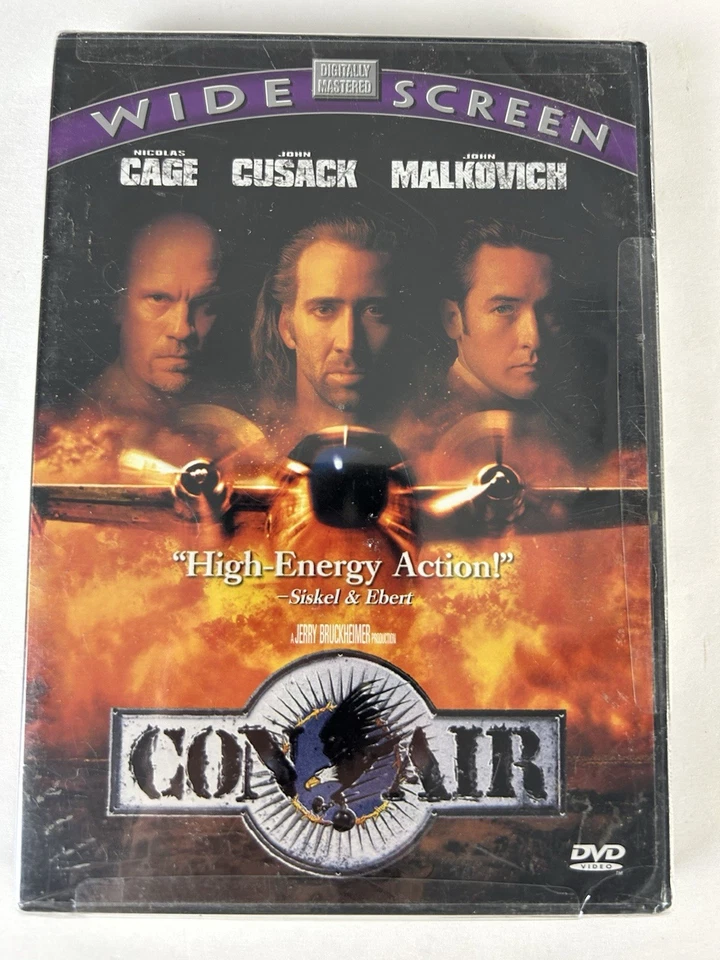 DIGITALLY
MASTERED
WIDE SCREEN
NICOLAS
CAGE
JOHN
CUSACK
JOHN
MALKOVICH
“High-Energy Action!”
–Siskel & Ebert
A JERRY BRUCKHEIMER PRODUCTION
CON AIR
DVD
VIDEO